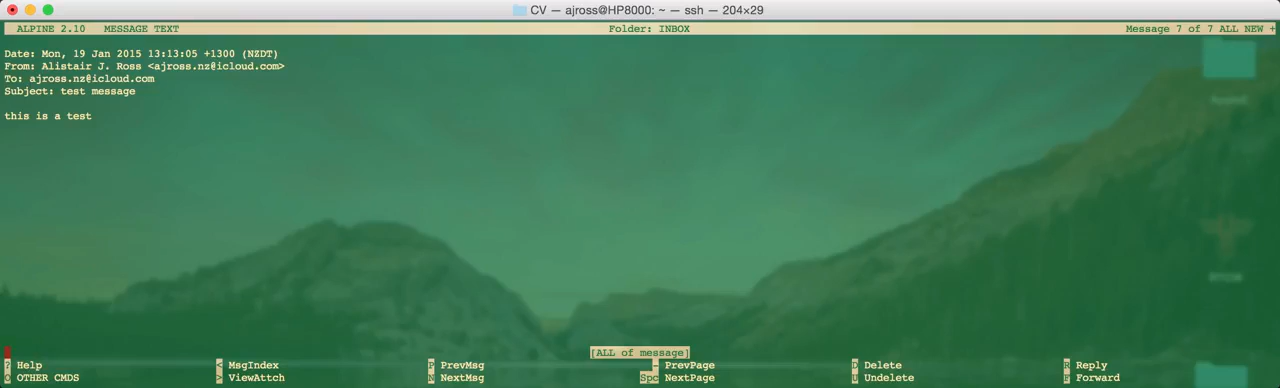 CV — ajross@HP8000: ~ — ssh — 204×29
ALPINE 2.10 MESSAGE TEXT Folder: INBOX Message 7 of 7 ALL NEW +
Date: Mon, 19 Jan 2015 13:13:05 +1300 (NZDT)
From: Alistair J. Ross <ajross.nz@icloud.com>
To: ajross.nz@icloud.com
Subject: test message
this is a test
[ALL of message]
? Help < MsgIndex P PrevMsg - PrevPage D Delete R Reply
O OTHER CMDS > ViewAttch N NextMsg Spc NextPage U Undelete F Forward